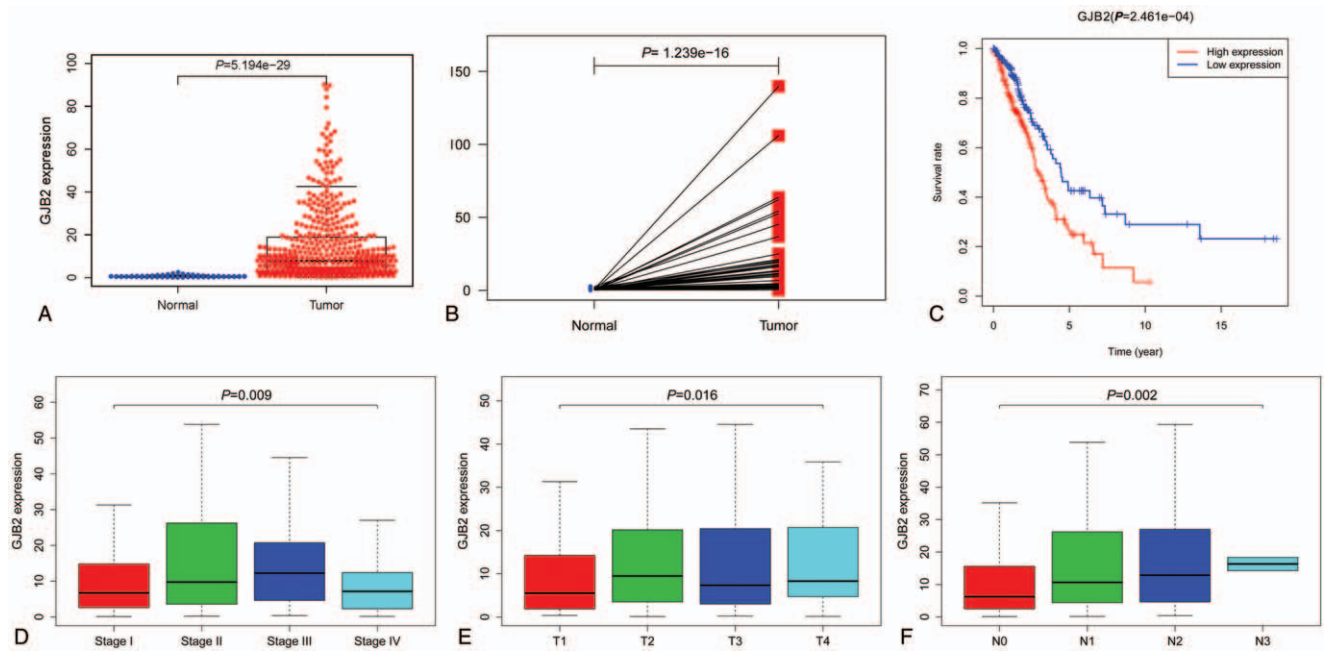 P=5.194e−29
100
80
60
40
20
0
GJB2 expression
Normal
Tumor
A
P= 1.239e−16
150
100
50
0
Normal
Tumor
B
GJB2(P=2.461e−04)
High expression
Low expression
1.0
0.8
0.6
0.4
0.2
0.0
Survival rate
0
5
10
15
Time (year)
C
P=0.009
60
50
40
30
20
10
0
GJB2 expression
Stage I
Stage II
Stage III
Stage IV
D
P=0.016
50
40
30
20
10
0
GJB2 expression
T1
T2
T3
T4
E
P=0.002
70
60
50
40
30
20
10
0
GJB2 expression
N0
N1
N2
N3
F